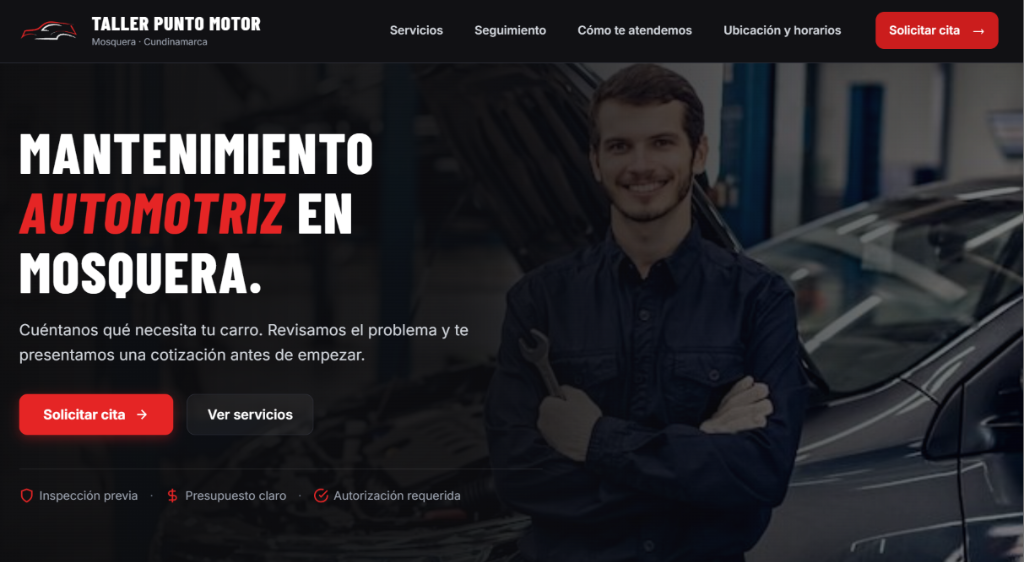 TALLER PUNTO MOTOR
Mosquera · Cundinamarca
Servicios
Seguimiento
Cómo te atendemos
Ubicación y horarios
Solicitar cita →
MANTENIMIENTO
AUTOMOTRIZ EN
MOSQUERA.
Cuéntanos qué necesita tu carro. Revisamos el problema y te
presentamos una cotización antes de empezar.
Solicitar cita →
Ver servicios
Inspección previa · Presupuesto claro · Autorización requerida